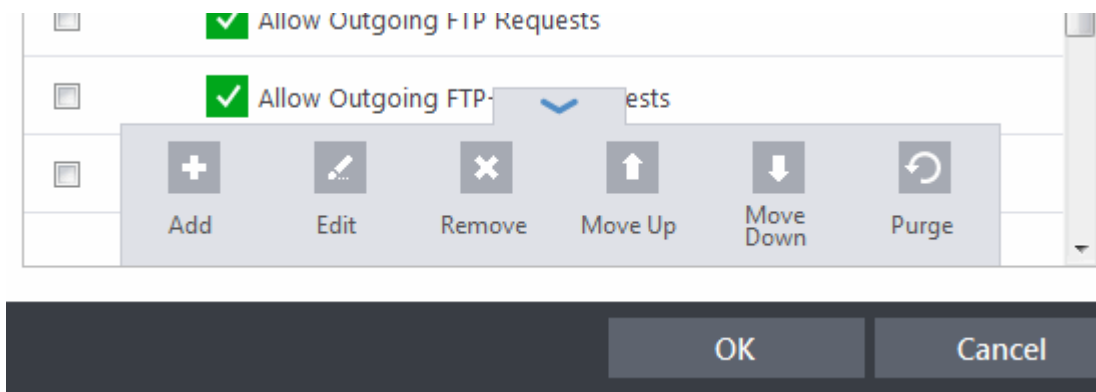 Allow Outgoing FTP Requests
Allow Outgoing FTP- ests
Add
Edit
Remove
Move Up
Move
Down
Purge
OK
Cancel